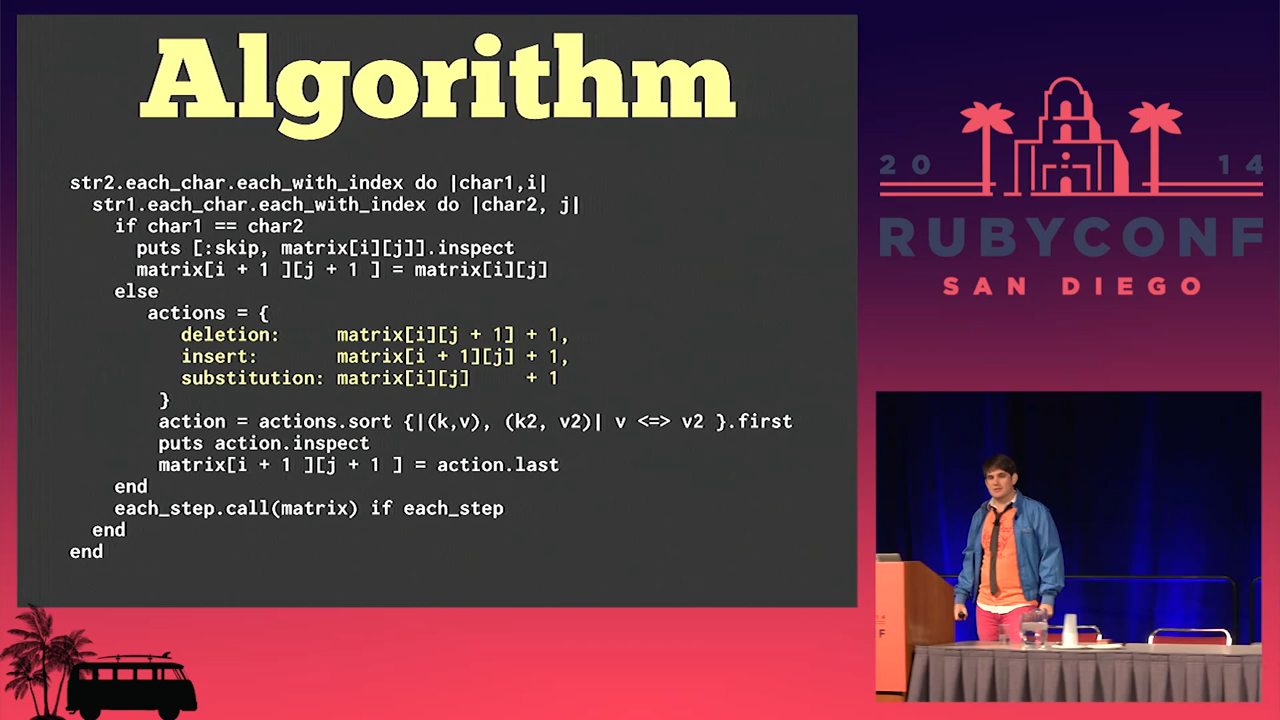 Algorithm
str2.each_char.each_with_index do |char1,i|
  str1.each_char.each_with_index do |char2, j|
    if char1 == char2
      puts [:skip, matrix[i][j]].inspect
      matrix[i + 1 ][j + 1 ] = matrix[i][j]
    else
       actions = {
          deletion:     matrix[i][j + 1] + 1,
          insert:       matrix[i + 1][j] + 1,
          substitution: matrix[i][j]     + 1
        }
        action = actions.sort {|(k,v), (k2, v2)| v <=> v2 }.first
        puts action.inspect
        matrix[i + 1 ][j + 1 ] = action.last
    end
    each_step.call(matrix) if each_step
  end
end
20 14
RUBYCONF
SAN DIEGO
F